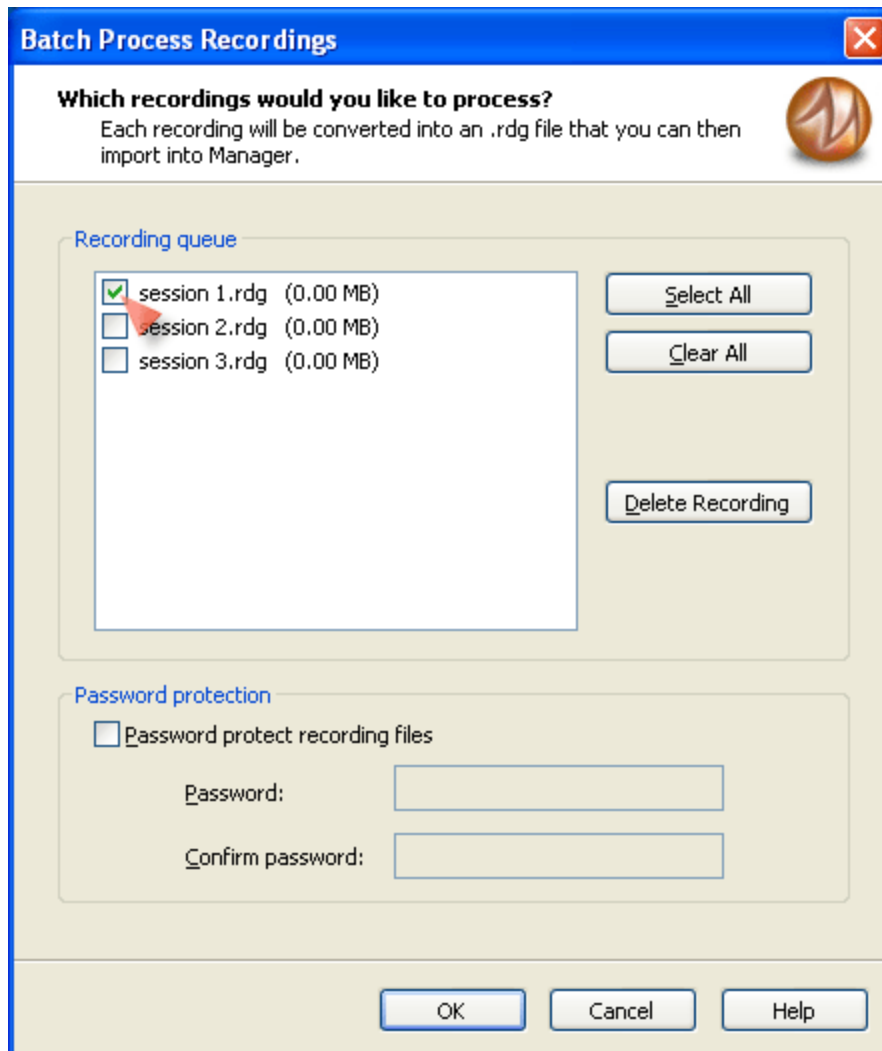 Batch Process Recordings
Which recordings would you like to process?
Each recording will be converted into an .rdg file that you can then
import into Manager.
Recording queue
session 1.rdg (0.00 MB)
session 2.rdg (0.00 MB)
session 3.rdg (0.00 MB)
Select All
Clear All
Delete Recording
Password protection
Password protect recording files
Password:
Confirm password:
OK Cancel Help